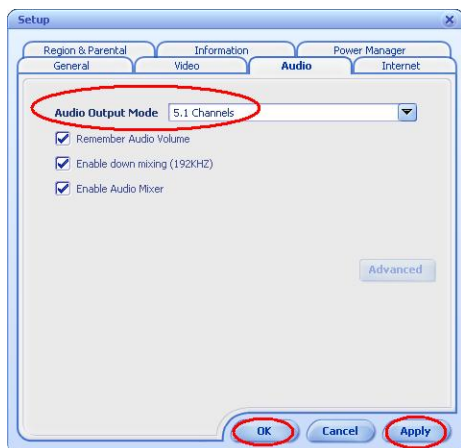 Setup
Region & Parental Information Power Manager
General Video Audio Internet
Audio Output Mode 5.1 Channels
Remember Audio Volume
Enable down mixing (192KHZ)
Enable Audio Mixer
Advanced
OK Cancel Apply